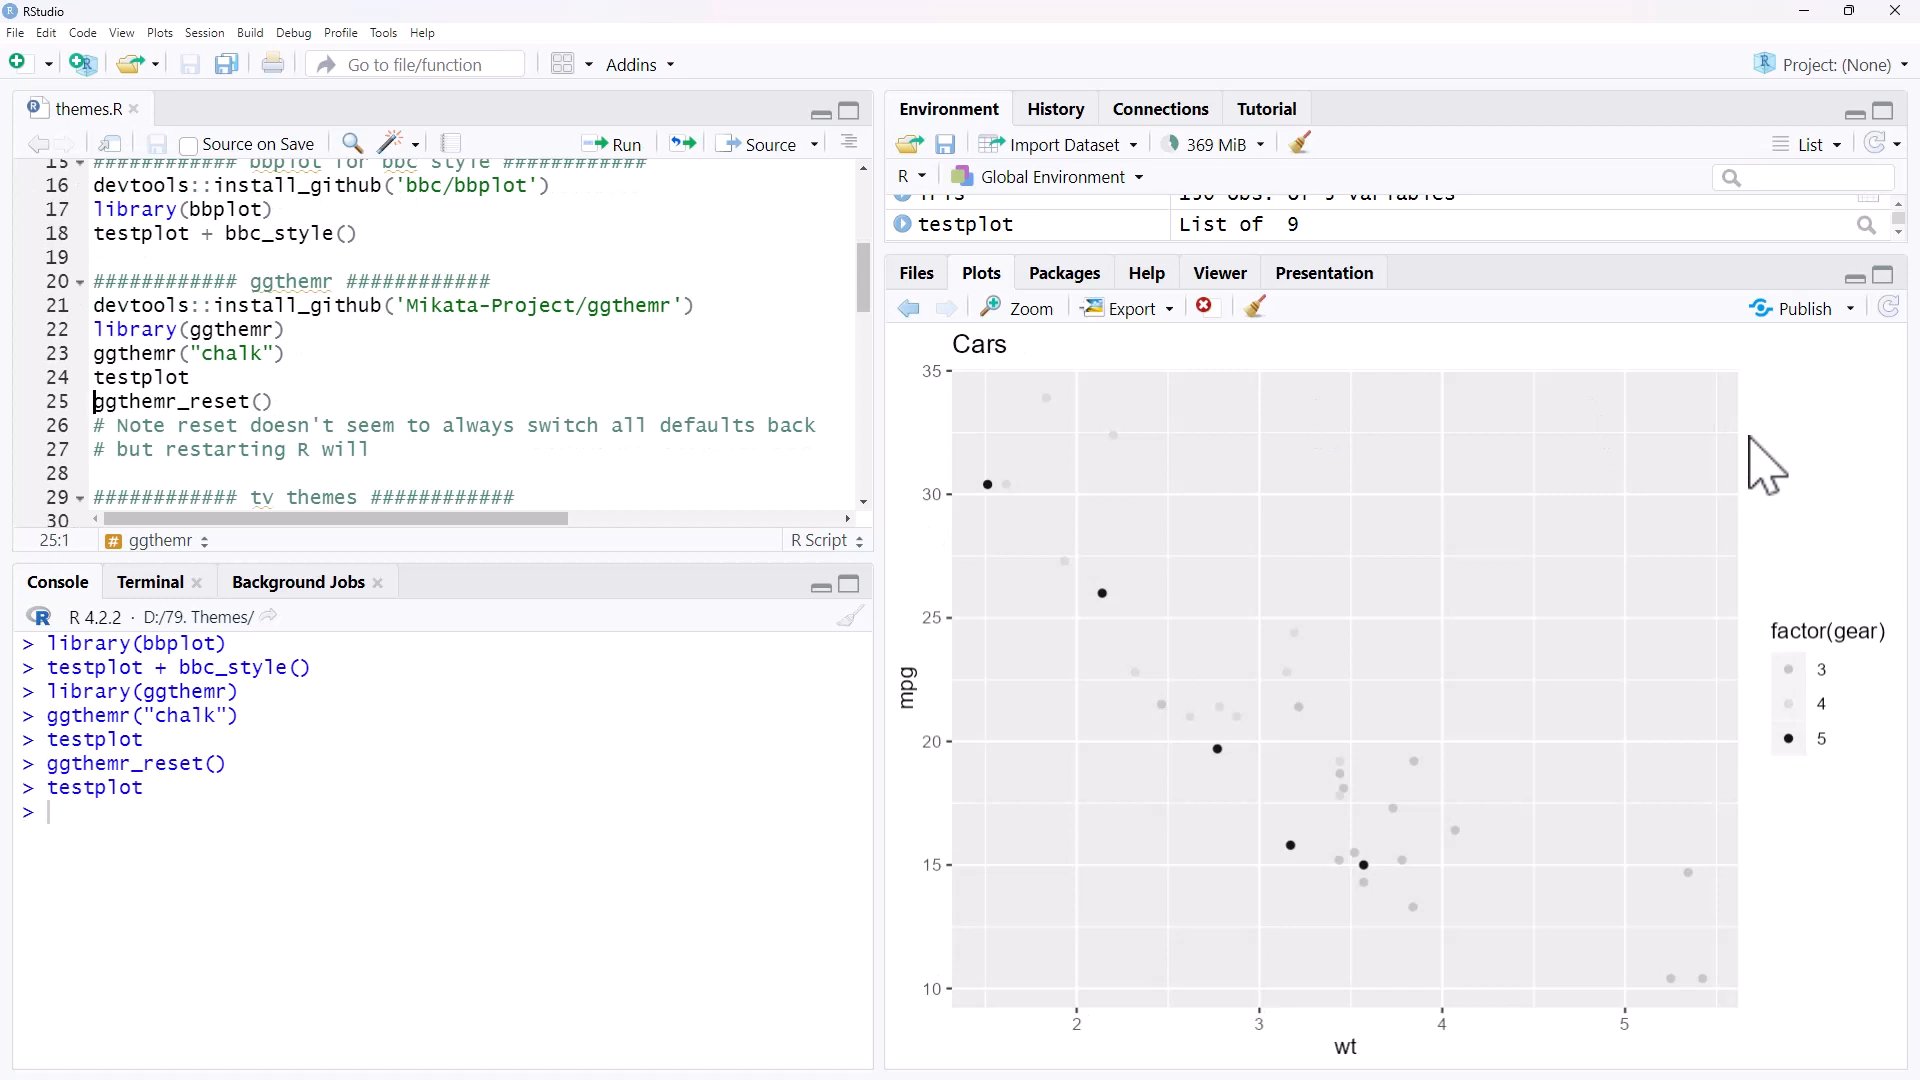 RStudio
File Edit Code View Plots Session Build Debug Profile Tools Help
Go to file/function Addins Project: (None)
themes.R
Source on Save Run Source
15 ############ bbplot for bbc style ############
16 devtools::install_github('bbc/bbplot')
17 library(bbplot)
18 testplot + bbc_style()
19
20 ############ ggthemr ############
21 devtools::install_github('Mikata-Project/ggthemr')
22 library(ggthemr)
23 ggthemr("chalk")
24 testplot
25 ggthemr_reset()
26 # Note reset doesn't seem to always switch all defaults back
27 # but restarting R will
28
29 ############ tv themes ############
30
25:1 # ggthemr R Script
Console Terminal Background Jobs
R 4.2.2 · D:/79. Themes/
> library(bbplot)
> testplot + bbc_style()
> library(ggthemr)
> ggthemr("chalk")
> testplot
> ggthemr_reset()
> testplot
>
Environment History Connections Tutorial
Import Dataset 369 MiB List
R Global Environment
testplot List of 9
Files Plots Packages Help Viewer Presentation
Zoom Export Publish
Cars
35
30
25
20
15
10
mpg
2 3 4 5
wt
factor(gear)
3
4
5